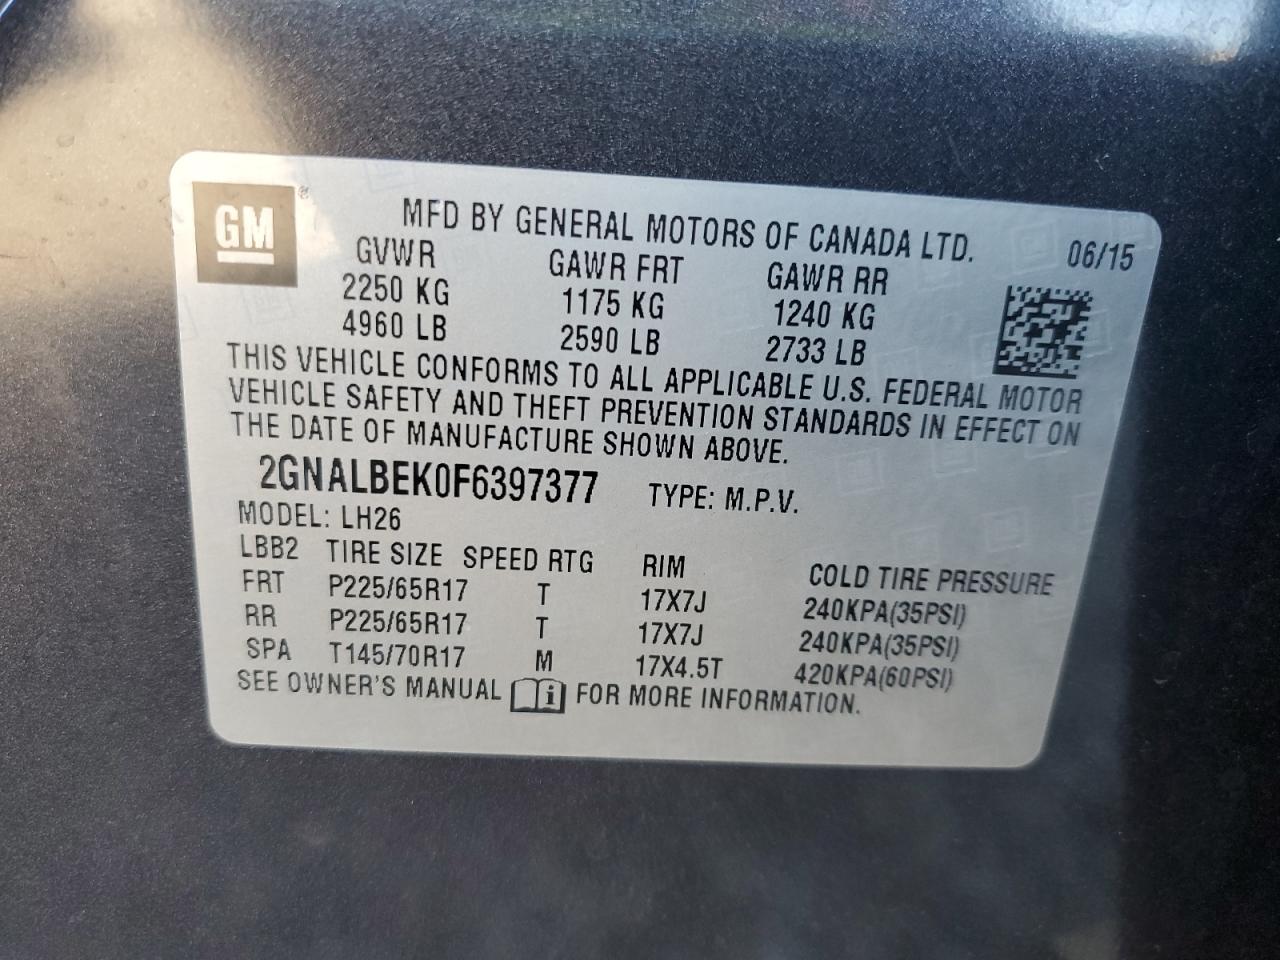 GM ®
MFD BY GENERAL MOTORS OF CANADA LTD. 06/15
GVWR GAWR FRT GAWR RR
2250 KG 1175 KG 1240 KG
4960 LB 2590 LB 2733 LB
THIS VEHICLE CONFORMS TO ALL APPLICABLE U.S. FEDERAL MOTOR
VEHICLE SAFETY AND THEFT PREVENTION STANDARDS IN EFFECT ON
THE DATE OF MANUFACTURE SHOWN ABOVE.
2GNALBEK0F6397377 TYPE: M.P.V.
MODEL: LH26
LBB2 TIRE SIZE SPEED RTG RIM COLD TIRE PRESSURE
FRT P225/65R17 T 17X7J 240KPA(35PSI)
RR P225/65R17 T 17X7J 240KPA(35PSI)
SPA T145/70R17 M 17X4.5T 420KPA(60PSI)
SEE OWNER'S MANUAL i FOR MORE INFORMATION.